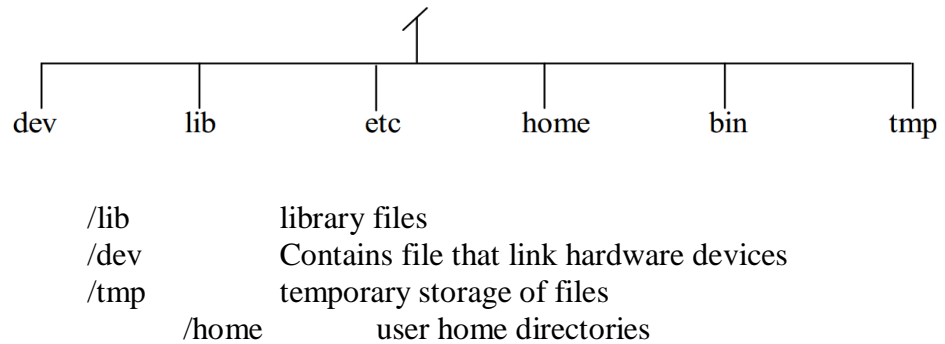 /
dev lib etc home bin tmp
/lib library files
/dev Contains file that link hardware devices
/tmp temporary storage of files
/home user home directories